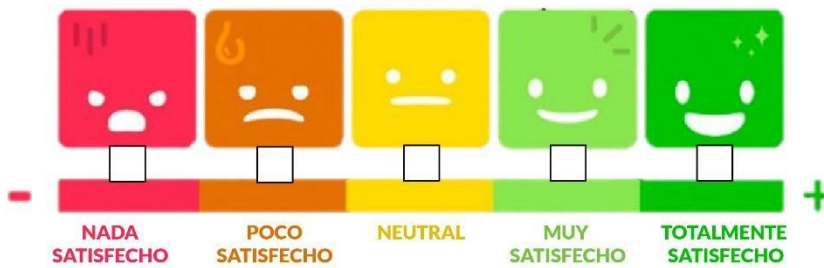 - +
NADA
SATISFECHO
POCO
SATISFECHO
NEUTRAL
MUY
SATISFECHO
TOTALMENTE
SATISFECHO